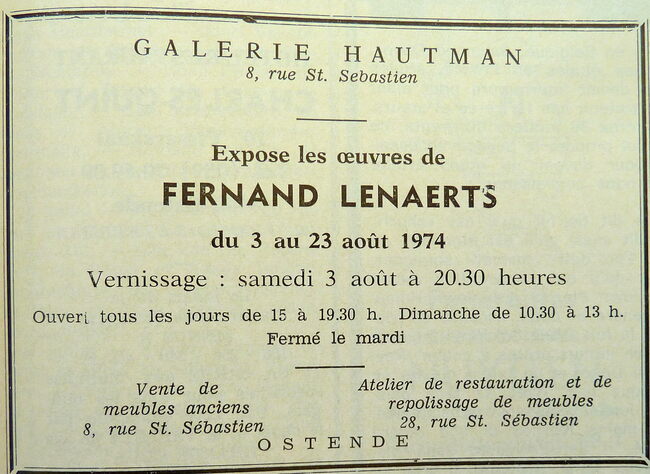 GALERIE HAUTMAN
8, rue St. Sebastien
Expose les œuvres de
FERNAND LENAERTS
du 3 au 23 août 1974
Vernissage : samedi 3 août à 20.30 heures
Ouvert tous les jours de 15 à 19.30 h. Dimanche de 10.30 à 13 h.
Fermé le mardi
Vente de
meubles anciens
8, rue St. Sébastien
Atelier de restauration et de
repolissage de meubles
28, rue St. Sébastien
OSTENDE